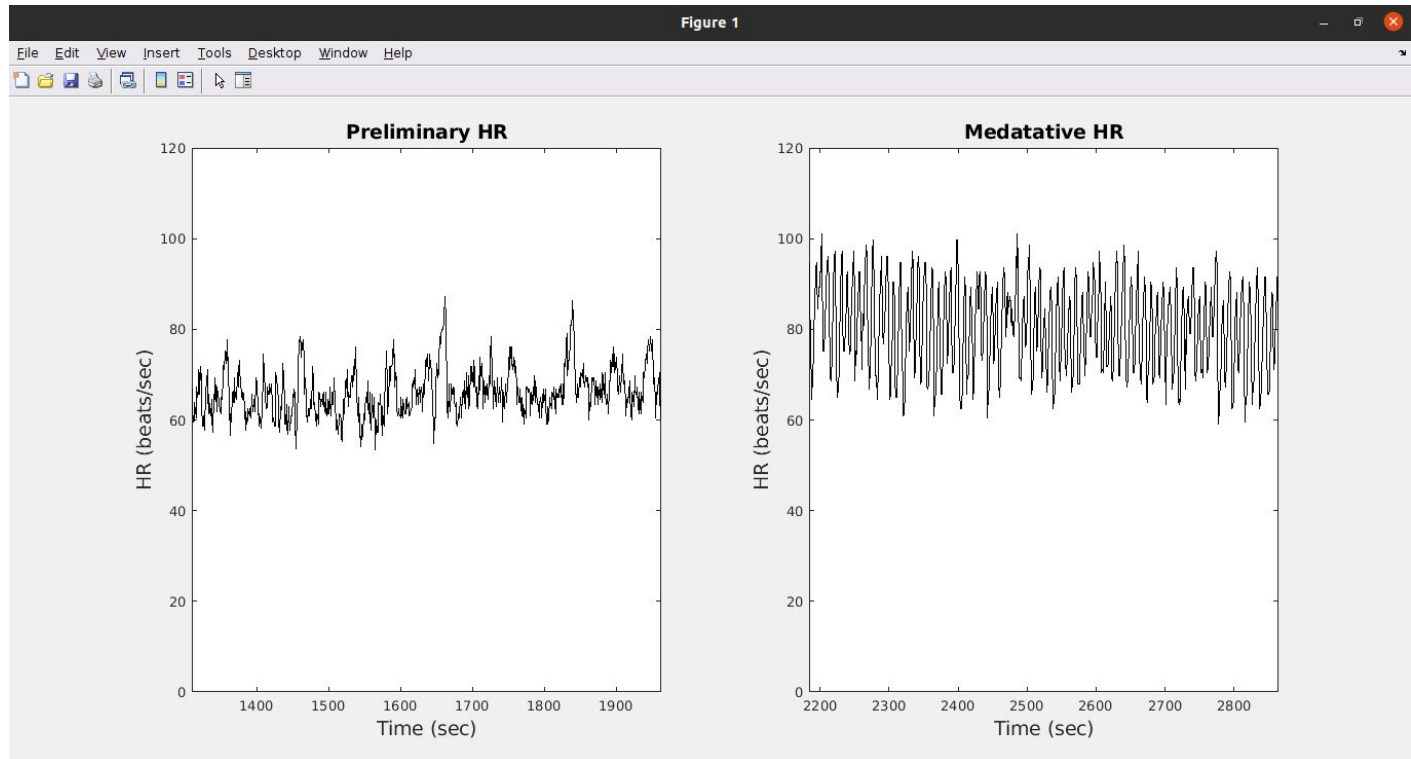 Figure 1
File Edit View Insert Tools Desktop Window Help
Preliminary HR
120
100
80
60
40
20
0
HR (beats/sec)
1400 1500 1600 1700 1800 1900
Time (sec)
Medatative HR
120
100
80
60
40
20
0
HR (beats/sec)
2200 2300 2400 2500 2600 2700 2800
Time (sec)